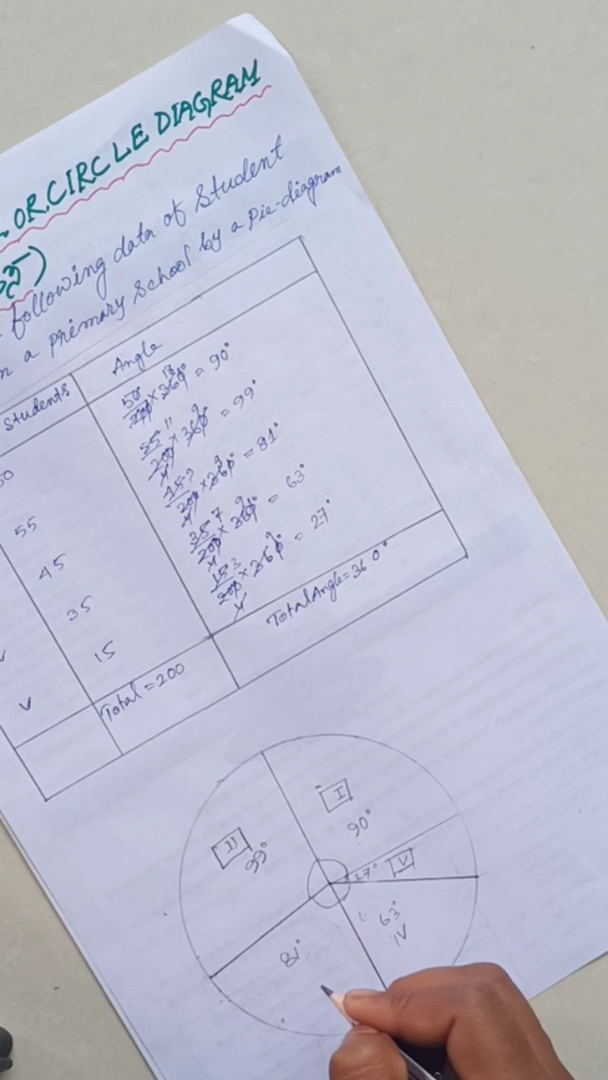 OR CIRCLE DIAGRAM
following data of Student
a primary School by a Pie-diagram
Students Angle
50/200 × 360° = 90°
55 55/200 × 360° = 99°
45 × 360° = 81°
35 35/200 × 360° = 63°
V 15 15/200 × 360° = 27°
Total = 200 Total Angle = 360°
I
90°
II
99°
27° V
63°
IV
81°